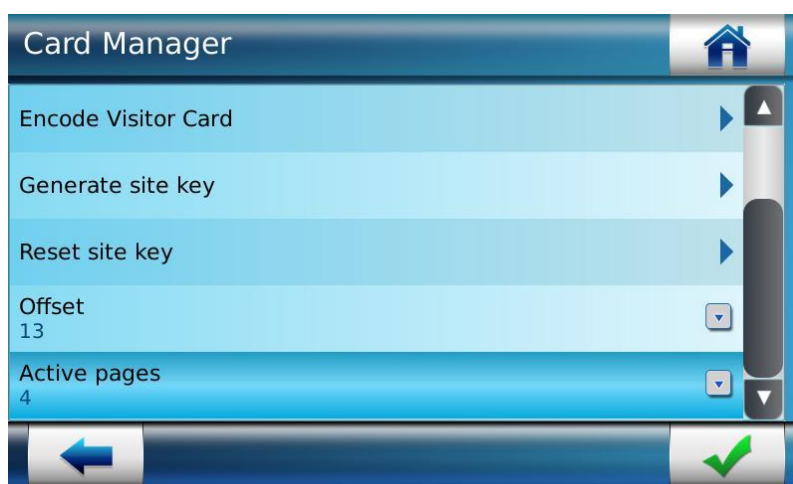 Card Manager
Encode Visitor Card
Generate site key
Reset site key
Offset
13
Active pages
4